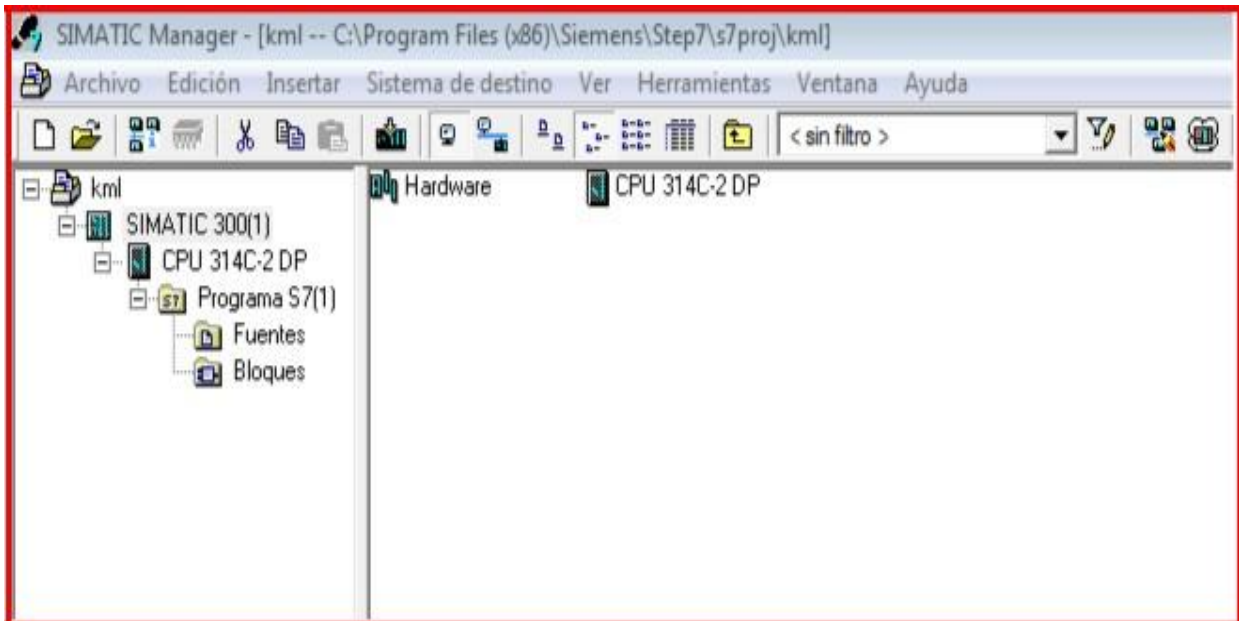 SIMATIC Manager - [kml -- C:\Program Files (x86)\Siemens\Step7\s7proj\kml]
Archivo Edición Insertar Sistema de destino Ver Herramientas Ventana Ayuda
< sin filtro >
kml
SIMATIC 300(1)
CPU 314C-2 DP
Programa S7(1)
Fuentes
Bloques
Hardware
CPU 314C-2 DP